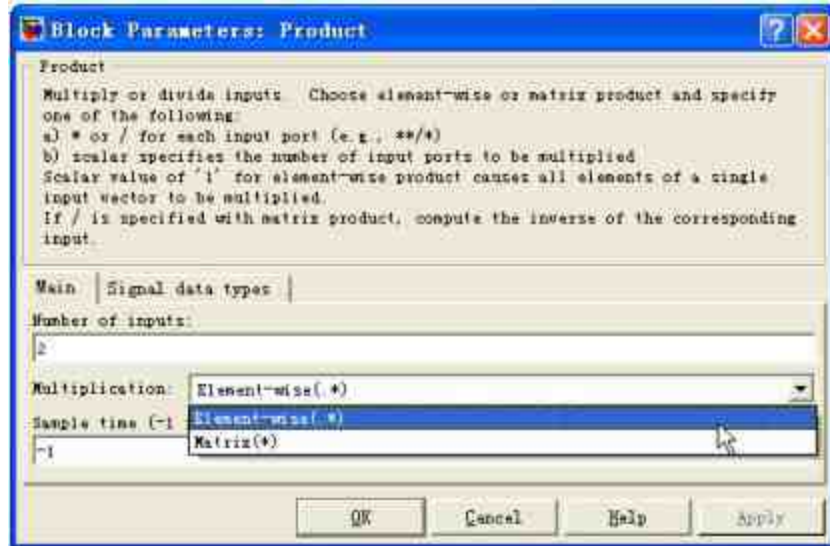 Block Parameters: Product
Product
Multiply or divide inputs. Choose element-wise or matrix product and specify
one of the following:
a) * or / for each input port (e.g., **/*)
b) scalar specifies the number of input ports to be multiplied
Scalar value of '1' for element-wise product causes all elements of a single
input vector to be multiplied.
If / is specified with matrix product, compute the inverse of the corresponding
input.
Main Signal data types
Number of inputs:
2
Multiplication: Element-wise(.*)
Sample time (-1 Element-wise(.*)
Matrix(*)
-1
OK Cancel Help Apply